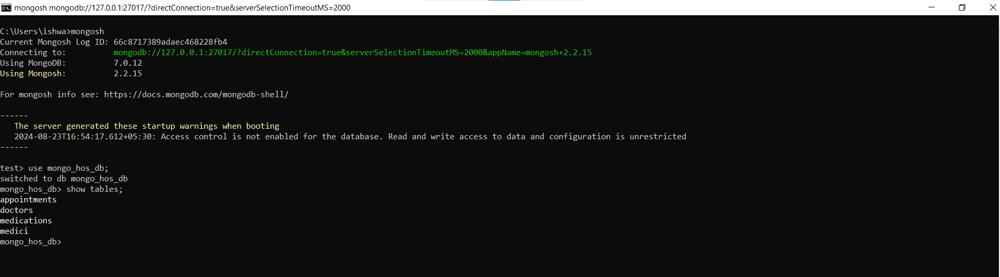 mongosh mongodb://127.0.0.1:27017/?directConnection=true&serverSelectionTimeoutMS=2000
C:\Users\ishwa>mongosh
Current Mongosh Log ID: 66c8717389adaec468228fb4
Connecting to:          mongodb://127.0.0.1:27017/?directConnection=true&serverSelectionTimeoutMS=2000&appName=mongosh+2.2.15
Using MongoDB:          7.0.12
Using Mongosh:          2.2.15
For mongosh info see: https://docs.mongodb.com/mongodb-shell/
------
The server generated these startup warnings when booting
2024-08-23T16:54:17.612+05:30: Access control is not enabled for the database. Read and write access to data and configuration is unrestricted
------
test> use mongo_hos_db;
switched to db mongo_hos_db
mongo_hos_db> show tables;
appointments
doctors
medications
medici
mongo_hos_db>